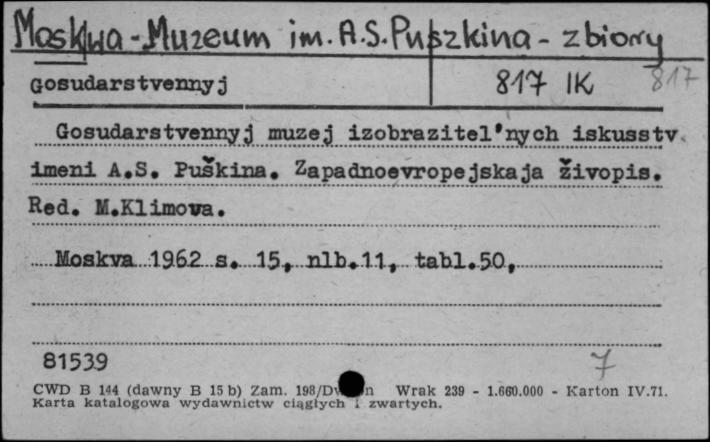 Moskwa - Muzeum im. A.S. Puszkina - zbiory
Gosudarstvennyj 817 IK 817
Gosudarstvennyj muzej izobrazitel'nych iskusstv
imeni A.S. Puškina. Zapadnoevropejskaja živopis.
Red. M.Klimova.
Moskva 1962 s. 15, nlb.11, tabl.50,
81539 7
CWD B 144 (dawny B 15 b) Zam. 198/ Wrak 239 - 1.660.000 - Karton IV.71.
Karta katalogowa wydawnictw ciągłych i zwartych.